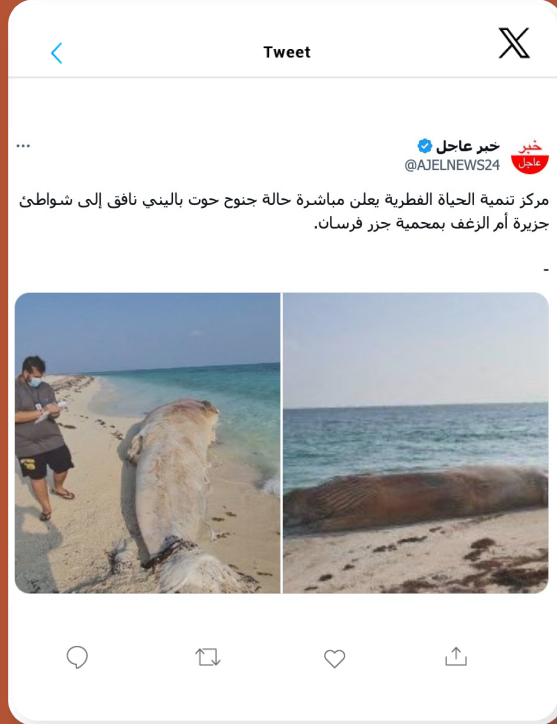 Tweet
خبر عاجل
خبر
عاجل
@AJELNEWS24
مركز تنمية الحياة الفطرية يعلن مباشرة حالة جنوح حوت باليني نافق إلى شواطئ
جزيرة أم الزغف بمحمية جزر فرسان.
-